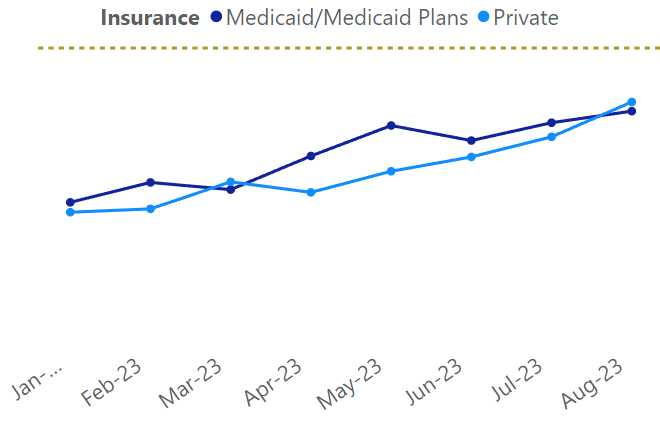 Insurance Medicaid/Medicaid Plans Private
Jan-...
Feb-23
Mar-23
Apr-23
May-23
Jun-23
Jul-23
Aug-23